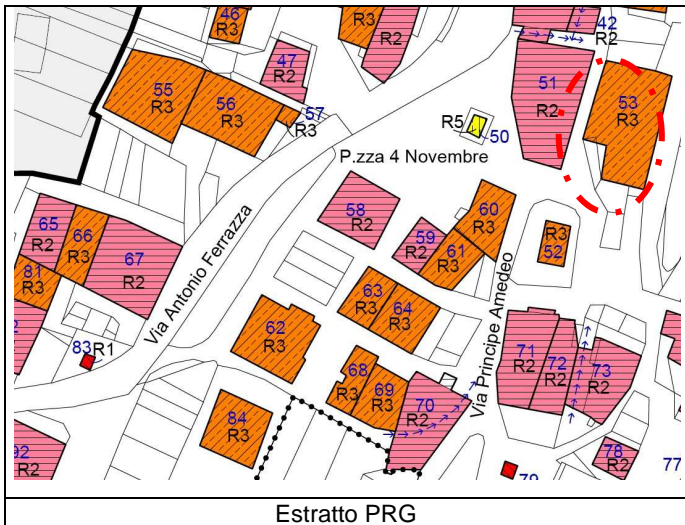 46
R3
R3
R2
42
R2
47
R2
51
R2
53
R3
55
R3
56
R3
57
R3
R5
50
P.zza 4 Novembre
58
R2
59
R2
60
R3
61
R3
R3
52
65
R2
66
R3
67
R2
81
R3
Via Antonio Ferrazza
63
R3
64
R3
62
R3
Via Principe Amedeo
71
R2
72
R2
73
R2
83
R1
68
R3
69
R3
70
R2
84
R3
92
R2
78
R2
77
Estratto PRG